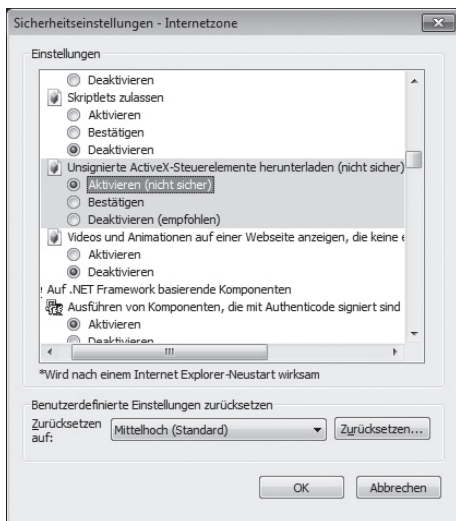 Sicherheitseinstellungen - Internetzone
Einstellungen
Deaktivieren
Skriptlets zulassen
Aktivieren
Bestätigen
Deaktivieren
Unsignierte ActiveX-Steuerelemente herunterladen (nicht sicher)
Aktivieren (nicht sicher)
Bestätigen
Deaktivieren (empfohlen)
Videos und Animationen auf einer Webseite anzeigen, die keine
Aktivieren
Deaktivieren
Auf .NET Framework basierende Komponenten
Ausführen von Komponenten, die mit Authenticode signiert sind
Aktivieren
Deaktivieren
*Wird nach einem Internet Explorer-Neustart wirksam
Benutzerdefinierte Einstellungen zurücksetzen
Zurücksetzen auf:
Mittelhoch (Standard)
Zurücksetzen...
OK
Abbrechen